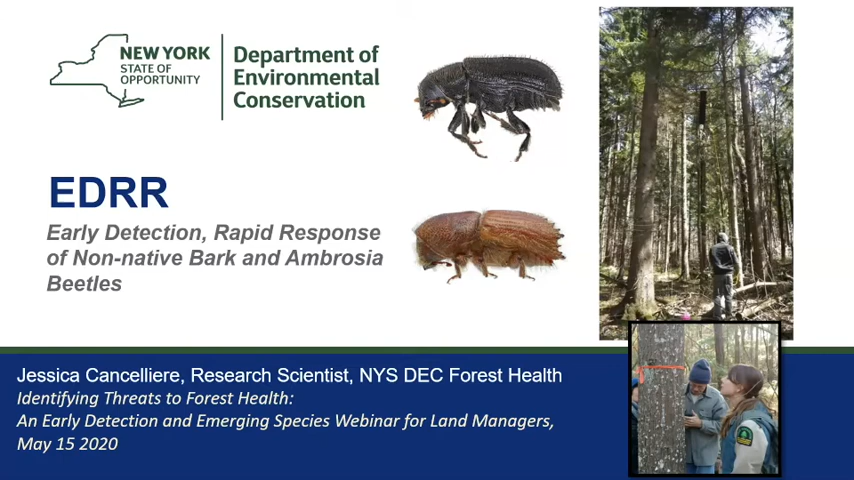 NEW YORK
STATE OF
OPPORTUNITY
Department of
Environmental
Conservation
EDRR
Early Detection, Rapid Response
of Non-native Bark and Ambrosia
Beetles
Jessica Cancelliere, Research Scientist, NYS DEC Forest Health
Identifying Threats to Forest Health:
An Early Detection and Emerging Species Webinar for Land Managers,
May 15 2020